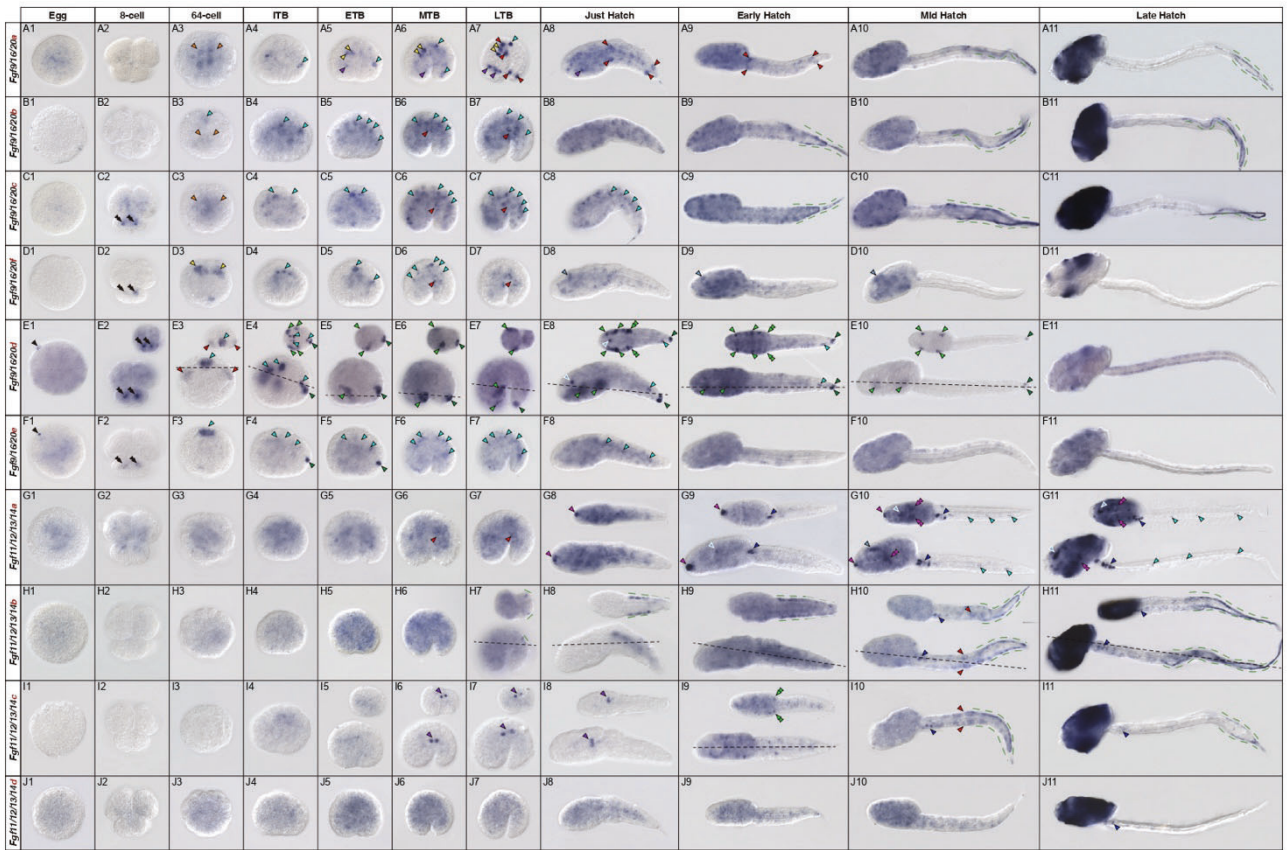 Egg 8-cell 64-cell ITB ETB MTB LTB Just Hatch Early Hatch Mid Hatch Late Hatch
Fgf9/16/20a
A1 A2 A3 A4 A5 A6 A7 A8 A9 A10 A11
Fgf9/16/20b
B1 B2 B3 B4 B5 B6 B7 B8 B9 B10 B11
Fgf9/16/20c
C1 C2 C3 C4 C5 C6 C7 C8 C9 C10 C11
Fgf9/16/20f
D1 D2 D3 D4 D5 D6 D7 D8 D9 D10 D11
Fgf9/16/20d
E1 E2 E3 E4 E5 E6 E7 E8 E9 E10 E11
Fgf9/16/20e
F1 F2 F3 F4 F5 F6 F7 F8 F9 F10 F11
Fgf11/12/13/14a
G1 G2 G3 G4 G5 G6 G7 G8 G9 G10 G11
Fgf11/12/13/14b
H1 H2 H3 H4 H5 H6 H7 H8 H9 H10 H11
Fgf11/12/13/14c
I1 I2 I3 I4 I5 I6 I7 I8 I9 I10 I11
Fgf11/12/13/14d
J1 J2 J3 J4 J5 J6 J7 J8 J9 J10 J11